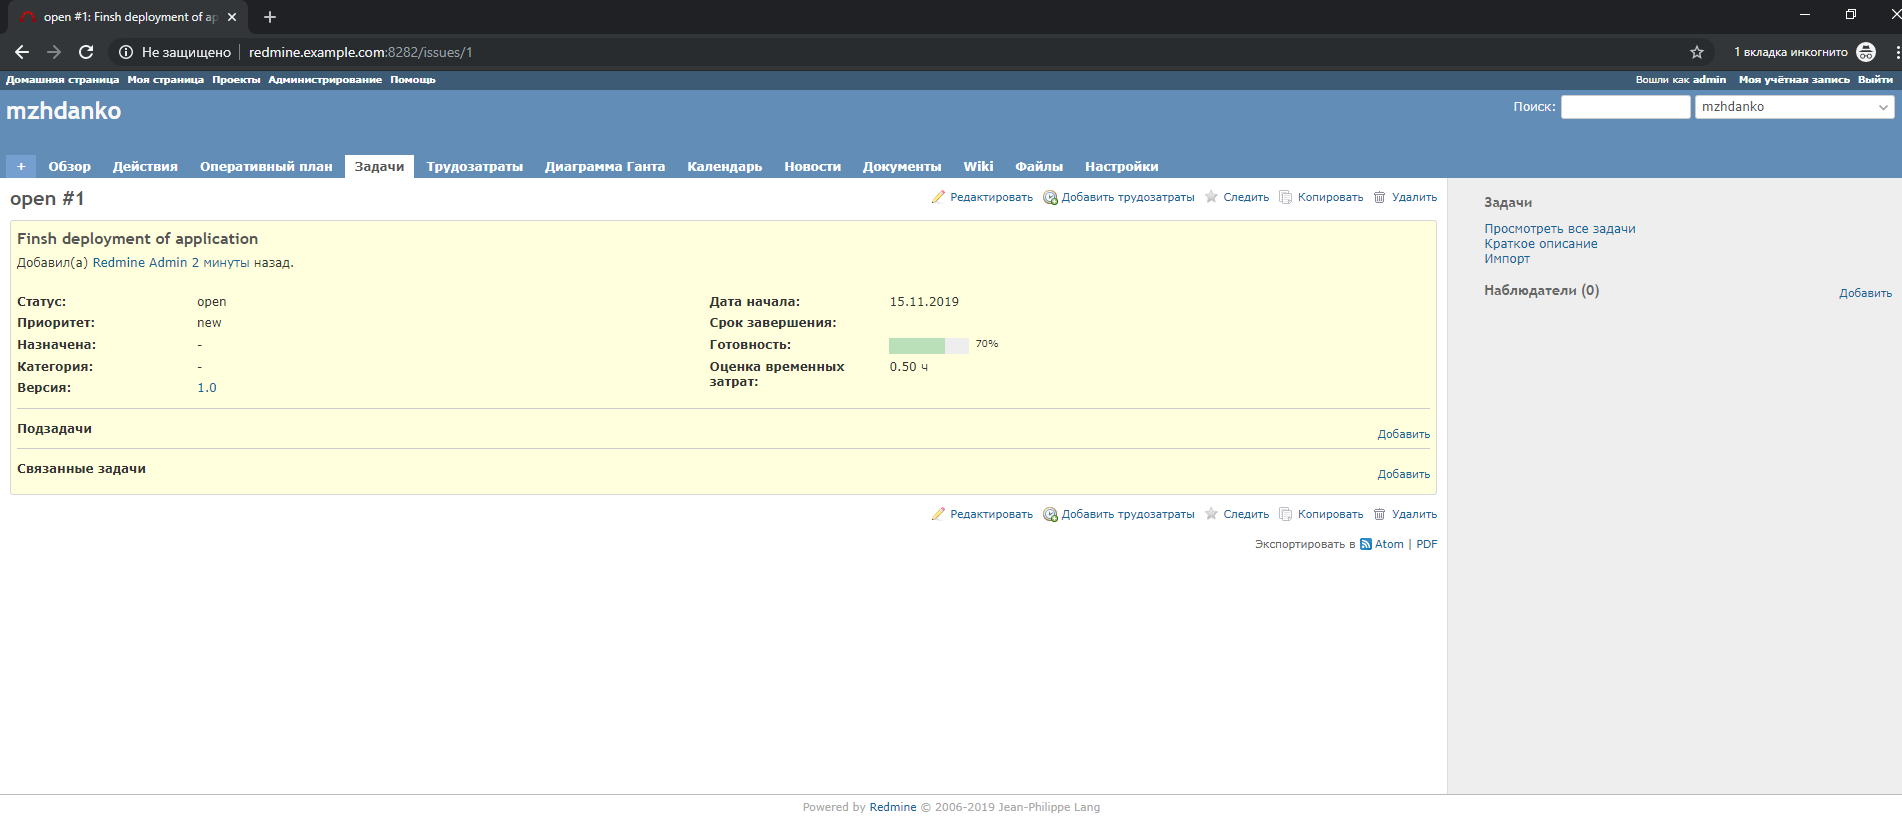 open #1: Finsh deployment of ap
Не защищено redmine.example.com:8282/issues/1 1 вкладка инкогнито
Домашняя страница Моя страница Проекты Администрирование Помощь Вошли как admin Моя учётная запись Выйти
mzhdanko Поиск: mzhdanko
+ Обзор Действия Оперативный план Задачи Трудозатраты Диаграмма Ганта Календарь Новости Документы Wiki Файлы Настройки
open #1 Редактировать Добавить трудозатраты Следить Копировать Удалить
Finsh deployment of application
Добавил(а) Redmine Admin 2 минуты назад.
Статус: open Дата начала: 15.11.2019
Приоритет: new Срок завершения:
Назначена: - Готовность: 70%
Категория: - Оценка временных 0.50 ч
затрат:
Версия: 1.0
Подзадачи
Добавить
Связанные задачи
Добавить
Редактировать Добавить трудозатраты Следить Копировать Удалить
Экспортировать в Atom | PDF
Задачи
Просмотреть все задачи
Краткое описание
Импорт
Наблюдатели (0) Добавить
Powered by Redmine © 2006-2019 Jean-Philippe Lang